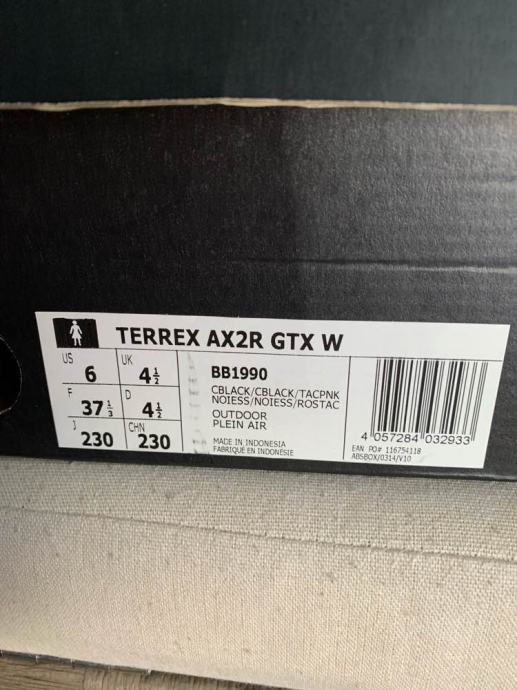 TERREX AX2R GTX W
US 6 UK 4½
F 37⅓ D 4½
J 230 CHN 230
BB1990
CBLACK/CBLACK/TACPNK
NOIESS/NOIESS/ROSTAC
OUTDOOR
PLEIN AIR
MADE IN INDONESIA
FABRIQUÉ EN INDONÉSIE
4 057284 032933
EAN PO# 116754118
ABSBOX/0314/V10